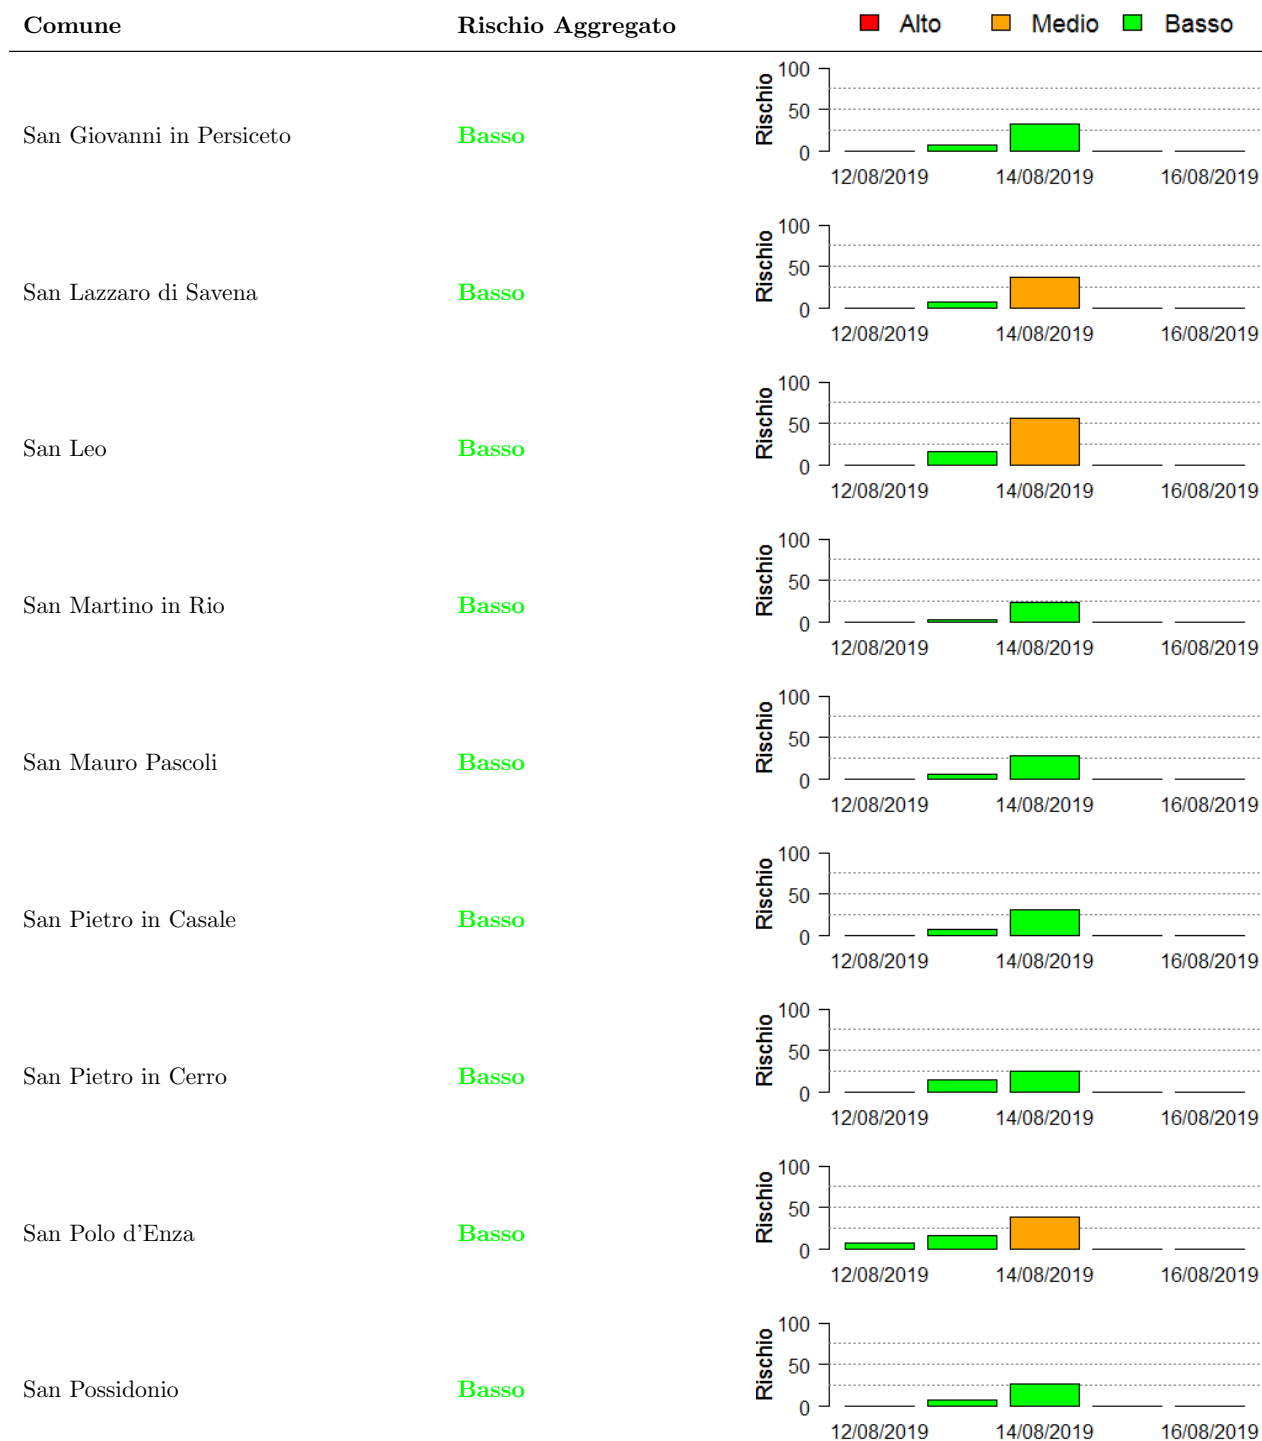 Comune Rischio Aggregato Alto Medio Basso
100
50
0
Rischio
San Giovanni in Persiceto Basso
12/08/2019 14/08/2019 16/08/2019
100
50
0
Rischio
San Lazzaro di Savena Basso
12/08/2019 14/08/2019 16/08/2019
100
50
0
Rischio
San Leo Basso
12/08/2019 14/08/2019 16/08/2019
100
50
0
Rischio
San Martino in Rio Basso
12/08/2019 14/08/2019 16/08/2019
100
50
0
Rischio
San Mauro Pascoli Basso
12/08/2019 14/08/2019 16/08/2019
100
50
0
Rischio
San Pietro in Casale Basso
12/08/2019 14/08/2019 16/08/2019
100
50
0
Rischio
San Pietro in Cerro Basso
12/08/2019 14/08/2019 16/08/2019
100
50
0
Rischio
San Polo d'Enza Basso
12/08/2019 14/08/2019 16/08/2019
100
50
0
Rischio
San Possidonio Basso
12/08/2019 14/08/2019 16/08/2019